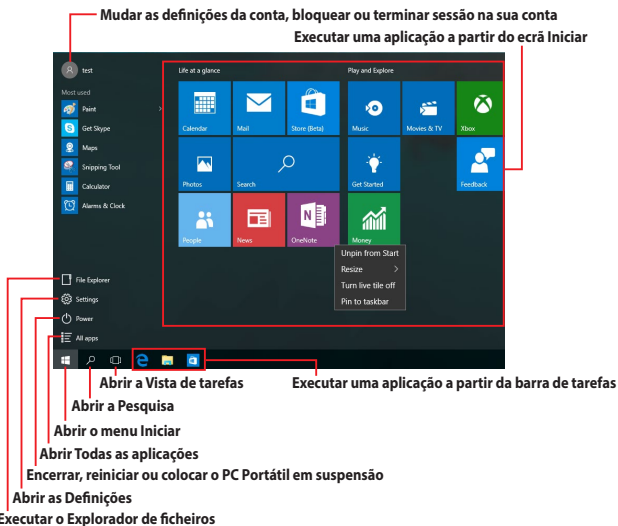 Mudar as definições da conta, bloquear ou terminar sessão na sua conta
Executar uma aplicação a partir do ecrã Iniciar
test
Life at a glance
Play and Explore
Most used
Paint
Get Skype
Maps
Snipping Tool
Calculator
Alarms & Clock
Calendar
Mail
Store (Beta)
Music
Movies & TV
Xbox
Photos
Search
Get Started
Feedback
People
News
OneNote
Money
Unpin from Start
Resize
Turn live tile off
Pin to taskbar
File Explorer
Settings
Power
All apps
Abrir a Vista de tarefas
Executar uma aplicação a partir da barra de tarefas
Abrir a Pesquisa
Abrir o menu Iniciar
Abrir Todas as aplicações
Encerrar, reiniciar ou colocar o PC Portátil em suspensão
Abrir as Definições
Executar o Explorador de ficheiros